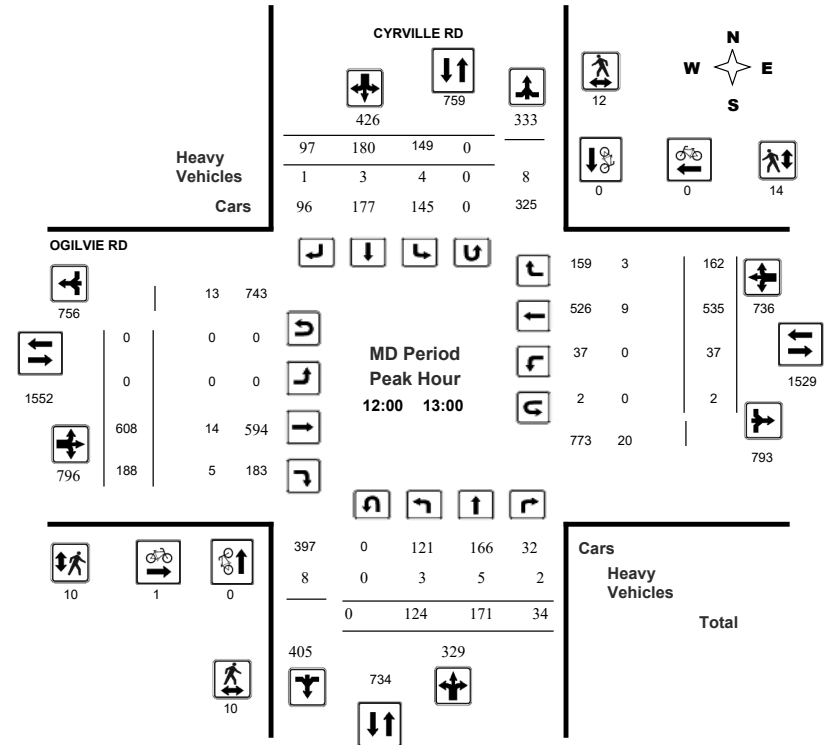 CYRVILLE RD
N
W E
S
759
12
426 333
97 180 149 0
Heavy
Vehicles
1 3 4 0 8
Cars
96 177 145 0 325
0 0 14
OGILVIE RD
159 3 162
756
13 743
736
526 9 535
0 0 0
MD Period
Peak Hour
12:00 13:00
37 0 37
1552
0 0 0
1529
2 0 2
608 14 594
773 20
793
796
188 5 183
397 0 121 166 32
Cars
8 0 3 5 2
Heavy
Vehicles
10 1 0
0 124 171 34
Total
405 329
734
10